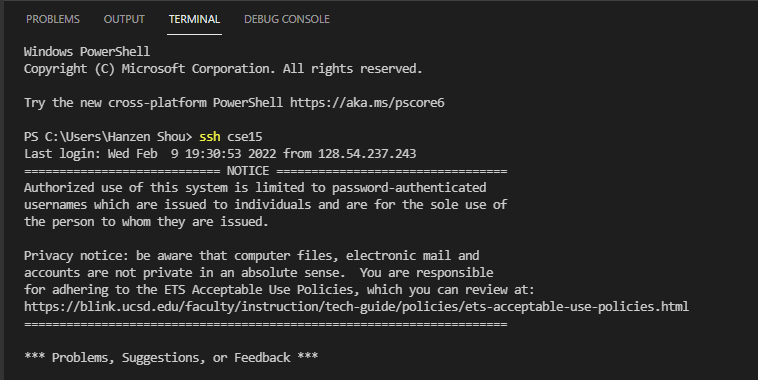 PROBLEMS OUTPUT TERMINAL DEBUG CONSOLE
Windows PowerShell
Copyright (C) Microsoft Corporation. All rights reserved.
Try the new cross-platform PowerShell https://aka.ms/pscore6
PS C:\Users\Hanzen Shou> ssh cse15
Last login: Wed Feb  9 19:30:53 2022 from 128.54.237.243
============================ NOTICE =================================
Authorized use of this system is limited to password-authenticated
usernames which are issued to individuals and are for the sole use of
the person to whom they are issued.
Privacy notice: be aware that computer files, electronic mail and
accounts are not private in an absolute sense.  You are responsible
for adhering to the ETS Acceptable Use Policies, which you can review at:
https://blink.ucsd.edu/faculty/instruction/tech-guide/policies/ets-acceptable-use-policies.html
=====================================================================
*** Problems, Suggestions, or Feedback ***